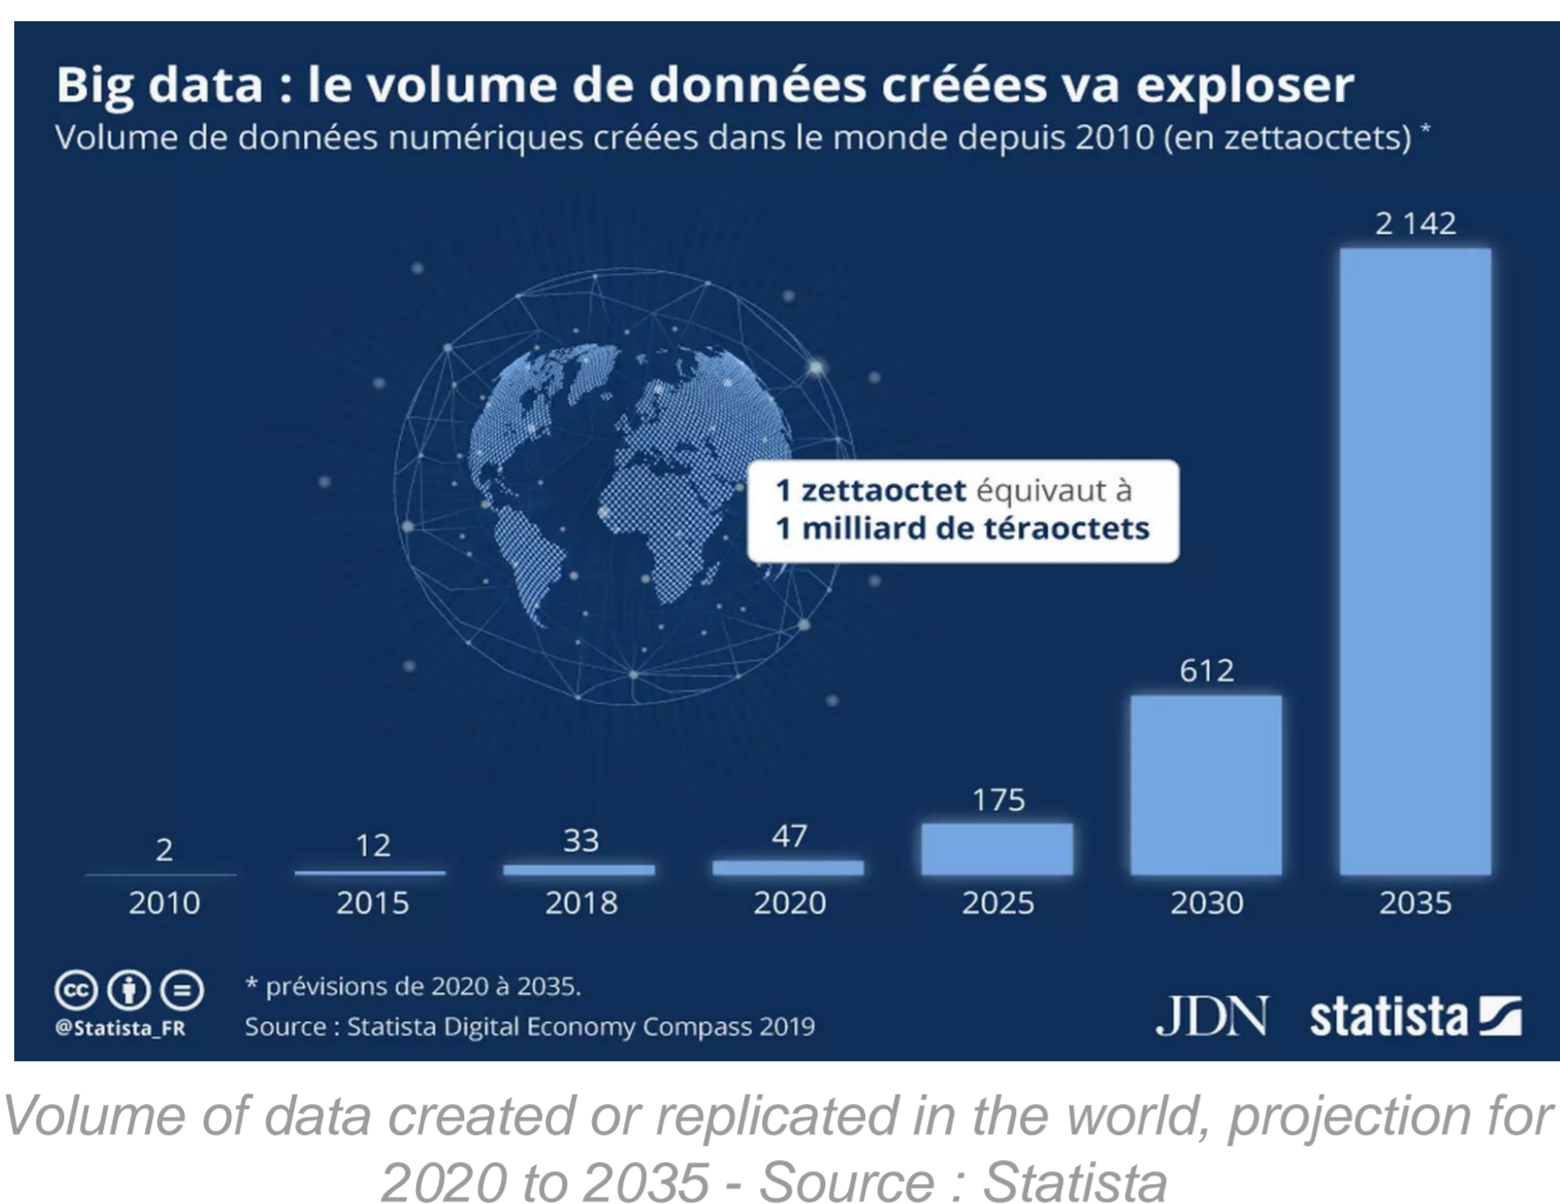 Big data : le volume de données créées va exploser
Volume de données numériques créées dans le monde depuis 2010 (en zettaoctets) *
2 142
1 zettaoctet équivaut à
1 milliard de téraoctets
612
175
47
33
12
2
2010 2015 2018 2020 2025 2030 2035
cc
@Statista_FR
* prévisions de 2020 à 2035.
Source : Statista Digital Economy Compass 2019
JDN statista
Volume of data created or replicated in the world, projection for
2020 to 2035 - Source : Statista